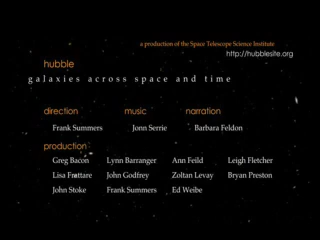 a production of the Space Telescope Science Institute
http://hubblesite.org
hubble
galaxies across space and time
direction music narration
Frank Summers Jonn Serrie Barbara Feldon
production
Greg Bacon Lynn Barranger Ann Feild Leigh Fletcher
Lisa Frattare John Godfrey Zoltan Levay Bryan Preston
John Stoke Frank Summers Ed Weibe